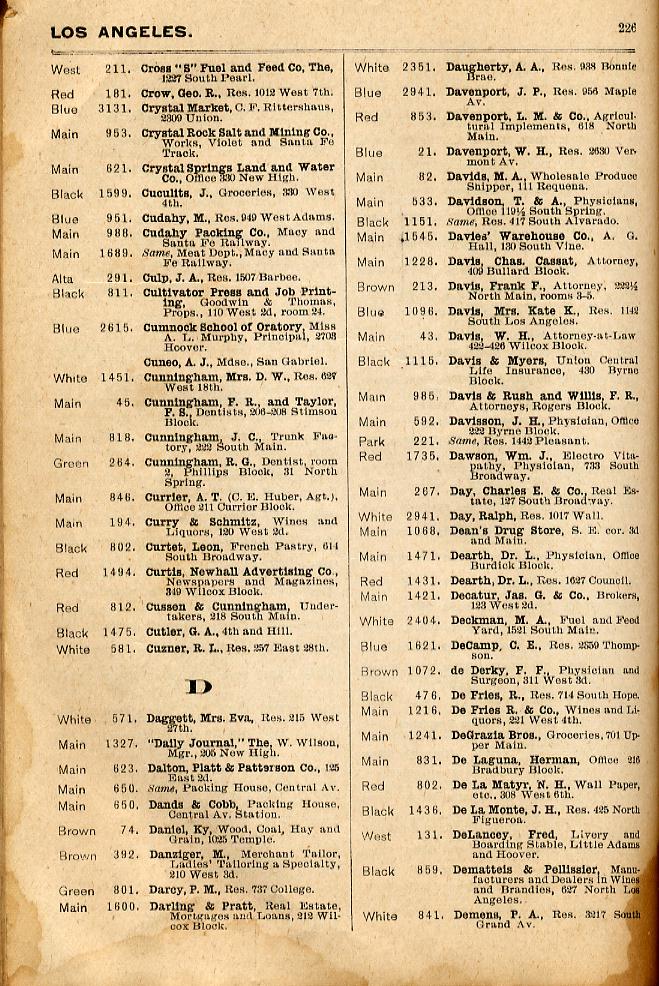 LOS ANGELES.
226
West 211. Cross "S" Fuel and Feed Co, The,
1227 South Pearl.
Red 181. Crow, Geo. R., Res. 1012 West 7th.
Blue 3131. Crystal Market, C. F. Rittershaus,
2309 Union.
Main 953. Crystal Rock Salt and Mining Co.,
Works, Violet and Santa Fe
Track.
Main 621. Crystal Springs Land and Water
Co., Office 330 New High.
Black 1599. Cuculits, J., Groceries, 330 West
4th.
Blue 951. Cudahy, M., Res. 949 West Adams.
Main 988. Cudahy Packing Co., Macy and
Santa Fe Railway.
Main 1689. Same, Meat Dept., Macy and Santa
Fe Railway.
Alta 291. Culp, J. A., Res. 1507 Barbee.
Black 811. Cultivator Press and Job Print-
ing, Goodwin & Thomas,
Props., 110 West 2d, room 24.
Blue 2615. Cumnock School of Oratory, Miss
A. L. Murphy, Principal, 2703
Hoover.
Cuneo, A. J., Mdse., San Gabriel.
White 1451. Cunningham, Mrs. D. W., Res. 627
West 18th.
Main 45. Cunningham, F. R., and Taylor,
F. S., Dentists, 206-208 Stimson
Block.
Main 818. Cunningham, J. C., Trunk Fac-
tory, 222 South Main.
Green 264. Cunningham, R. G., Dentist, room
2, Phillips Block, 31 North
Spring.
Main 846. Currier, A. T. (C. E. Huber, Agt.),
Office 211 Currier Block.
Main 194. Curry & Schmitz, Wines and
Liquors, 120 West 2d.
Black 802. Curtet, Leon, French Pastry, 614
South Broadway.
Red 1494. Curtis, Newhall Advertising Co.,
Newspapers and Magazines,
349 Wilcox Block.
Red 812. Cussen & Cunningham, Under-
takers, 218 South Main.
Black 1475. Cutler, G. A., 4th and Hill.
White 581. Cuzner, R. L., Res. 257 East 28th.
D
White 571. Daggett, Mrs. Eva, Res. 215 West
27th.
Main 1327. "Daily Journal," The, W. Wilson,
Mgr., 205 New High.
Main 623. Dalton, Platt & Patterson Co., 125
East 2d.
Main 650. Same, Packing House, Central Av.
Main 650. Dands & Cobb, Packing House,
Central Av. Station.
Brown 74. Daniel, Ky, Wood, Coal, Hay and
Grain, 1025 Temple.
Brown 392. Danziger, M., Merchant Tailor,
Ladies' Tailoring a Specialty,
210 West 3d.
Green 801. Darcy, P. M., Res. 737 College.
Main 1600. Darling & Pratt, Real Estate,
Mortgages and Loans, 212 Wil-
cox Block.
White 2351. Daugherty, A. A., Res. 938 Bonnie
Brae.
Blue 2941. Davenport, J. P., Res. 956 Maple
Av.
Red 853. Davenport, L. M. & Co., Agricul-
tural Implements, 618 North
Main.
Blue 21. Davenport, W. H., Res. 2630 Ver-
mont Av.
Main 82. Davids, M. A., Wholesale Produce
Shipper, 111 Requena.
Main 533. Davidson, T. & A., Physicians,
Office 119½ South Spring.
Black 1151. Same, Res. 417 South Alvarado.
Main 1545. Davies' Warehouse Co., A. G.
Hall, 130 South Vine.
Main 1228. Davis, Chas. Cassat, Attorney,
409 Bullard Block.
Brown 213. Davis, Frank F., Attorney, 222½
North Main, rooms 3-5.
Blue 1096. Davis, Mrs. Kate K., Res. 1142
South Los Angeles.
Main 43. Davis, W. H., Attorney-at-Law
422-426 Wilcox Block.
Black 1115. Davis & Myers, Union Central
Life Insurance, 430 Byrne
Block.
Main 985. Davis & Rush and Willis, F. R.,
Attorneys, Rogers Block.
Main 592. Davisson, J. H., Physician, Office
222 Byrne Block.
Park 221. Same, Res. 1442 Pleasant.
Red 1735. Dawson, Wm. J., Electro Vita-
pathy, Physician, 733 South
Broadway.
Main 267. Day, Charles E. & Co., Real Es-
tate, 127 South Broadway.
White 2941. Day, Ralph, Res. 1017 Wall.
Main 1068. Dean's Drug Store, S. E. cor. 3d
and Main.
Main 1471. Dearth, Dr. L., Physician, Office
Burdick Block.
Red 1431. Dearth, Dr. L., Res. 1627 Council.
Main 1421. Decatur, Jas. G. & Co., Brokers,
123 West 2d.
White 2404. Deckman, M. A., Fuel and Feed
Yard, 1521 South Main.
Blue 1621. DeCamp, C. E., Res. 2359 Thomp-
son.
Brown 1072. de Derky, F. F., Physician and
Surgeon, 311 West 3d.
Black 476. De Fries, R., Res. 714 South Hope.
Main 1216. De Fries R. & Co., Wines and Li-
quors, 221 West 4th.
Main 1241. DeGrazia Bros., Groceries, 701 Up-
per Main.
Main 831. De Laguna, Herman, Office 216
Bradbury Block.
Red 802. De La Matyr, N. H., Wall Paper,
etc., 308 West 6th.
Black 1436. De La Monte, J. H., Res. 425 North
Figueroa.
West 131. DeLancey, Fred, Livery and
Boarding Stable, Little Adams
and Hoover.
Black 859. Dematteis & Pellissier, Manu-
facturers and Dealers in Wines
and Brandies, 627 North Los
Angeles.
White 841. Demens, P. A., Res. 3217 South
Grand Av.